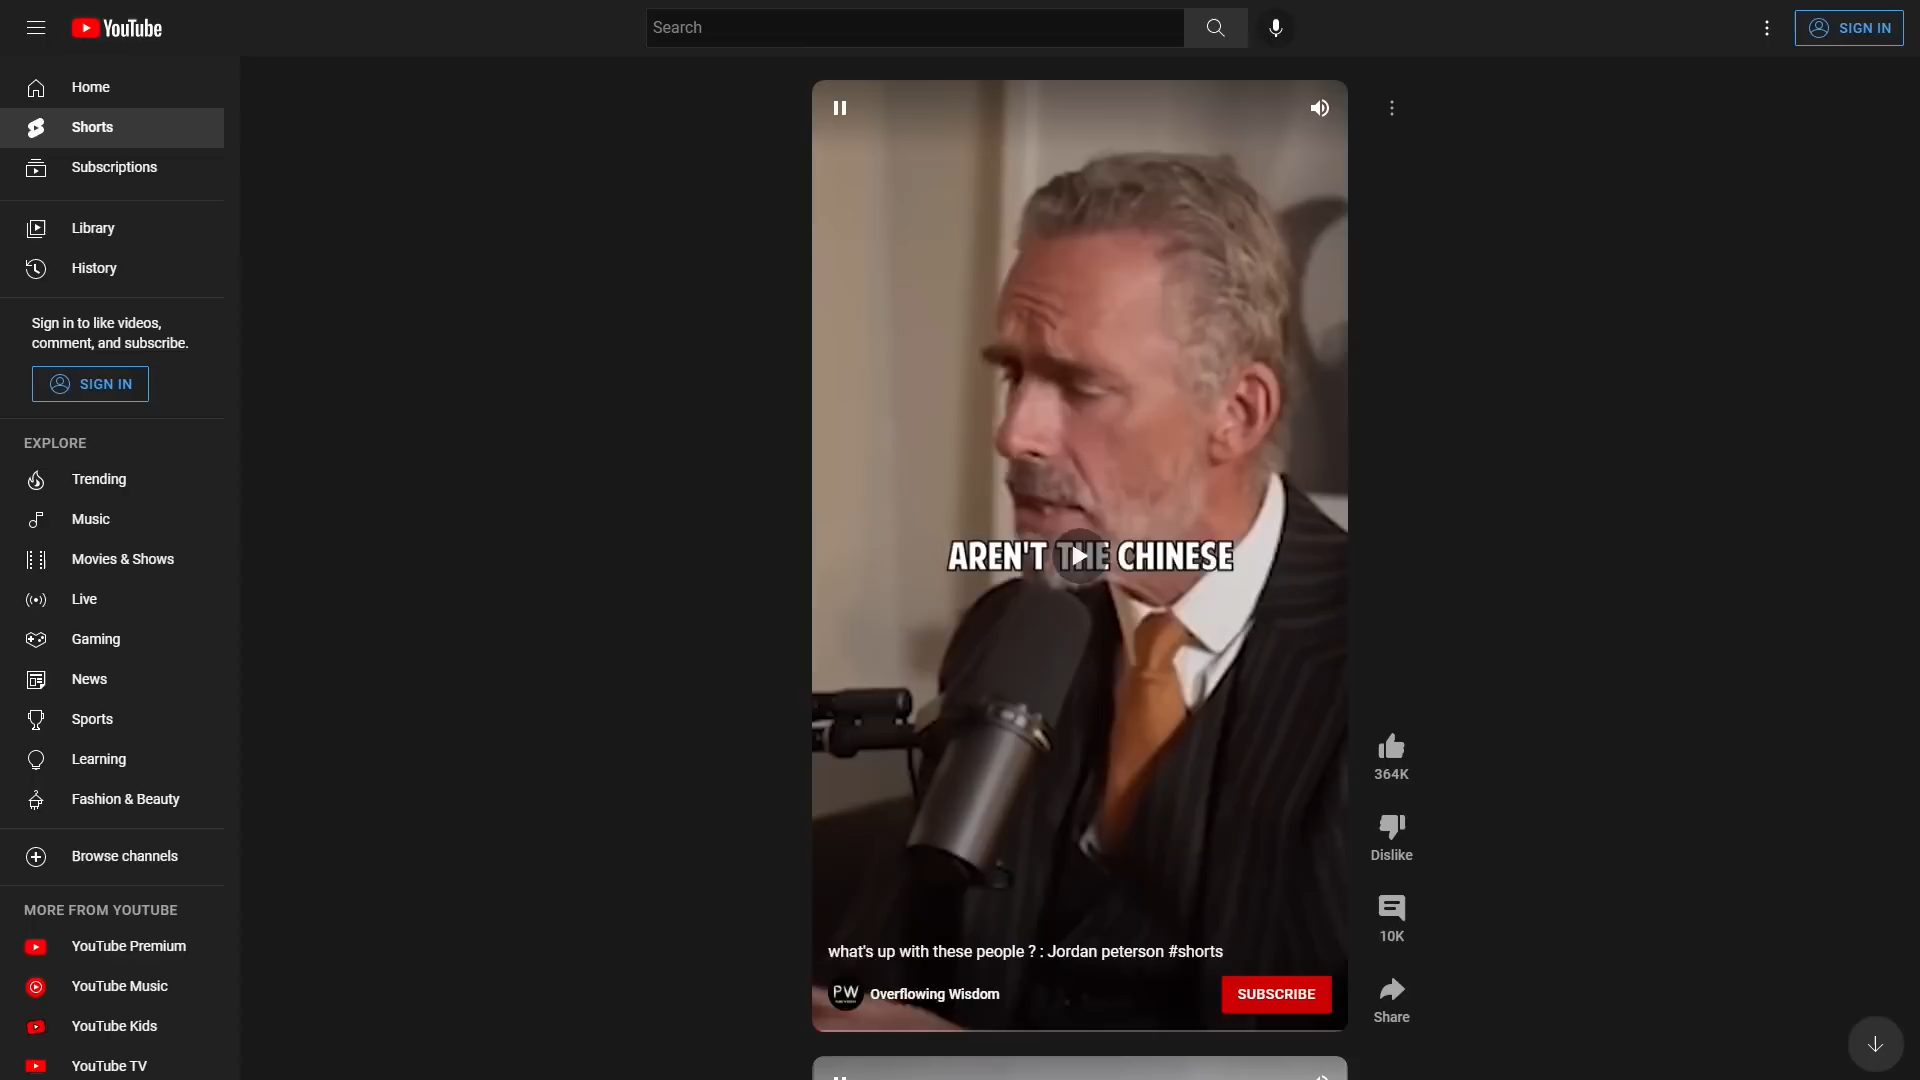 YouTube
Search
SIGN IN
Home
Shorts
Subscriptions
Library
History
Sign in to like videos,
comment, and subscribe.
SIGN IN
EXPLORE
Trending
Music
Movies & Shows
Live
Gaming
News
Sports
Learning
Fashion & Beauty
Browse channels
MORE FROM YOUTUBE
YouTube Premium
YouTube Music
YouTube Kids
YouTube TV
AREN'T THE CHINESE
what's up with these people ? : Jordan peterson #shorts
PW
Overflowing Wisdom
SUBSCRIBE
364K
Dislike
10K
Share